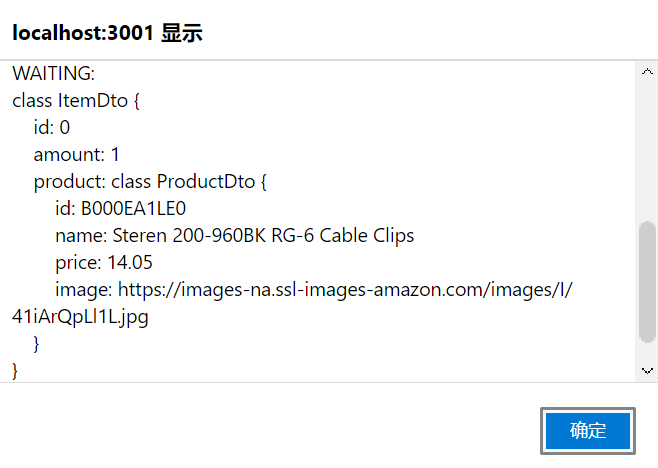 localhost:3001 显示
WAITING:
class ItemDto {
    id: 0
    amount: 1
    product: class ProductDto {
        id: B000EA1LE0
        name: Steren 200-960BK RG-6 Cable Clips
        price: 14.05
        image: https://images-na.ssl-images-amazon.com/images/I/
41iArQpLl1L.jpg
    }
}
确定